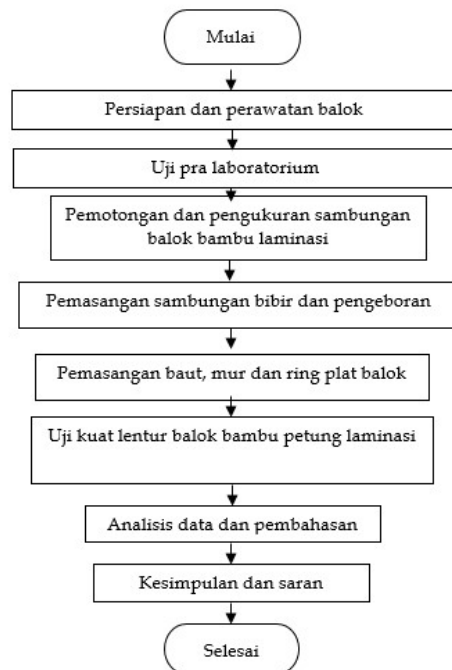 Mulai
Persiapan dan perawatan balok
Uji pra laboratorium
Pemotongan dan pengukuran sambungan
balok bambu laminasi
Pemasangan sambungan bibir dan pengeboran
Pemasangan baut, mur dan ring plat balok
Uji kuat lentur balok bambu petung laminasi
Analisis data dan pembahasan
Kesimpulan dan saran
Selesai